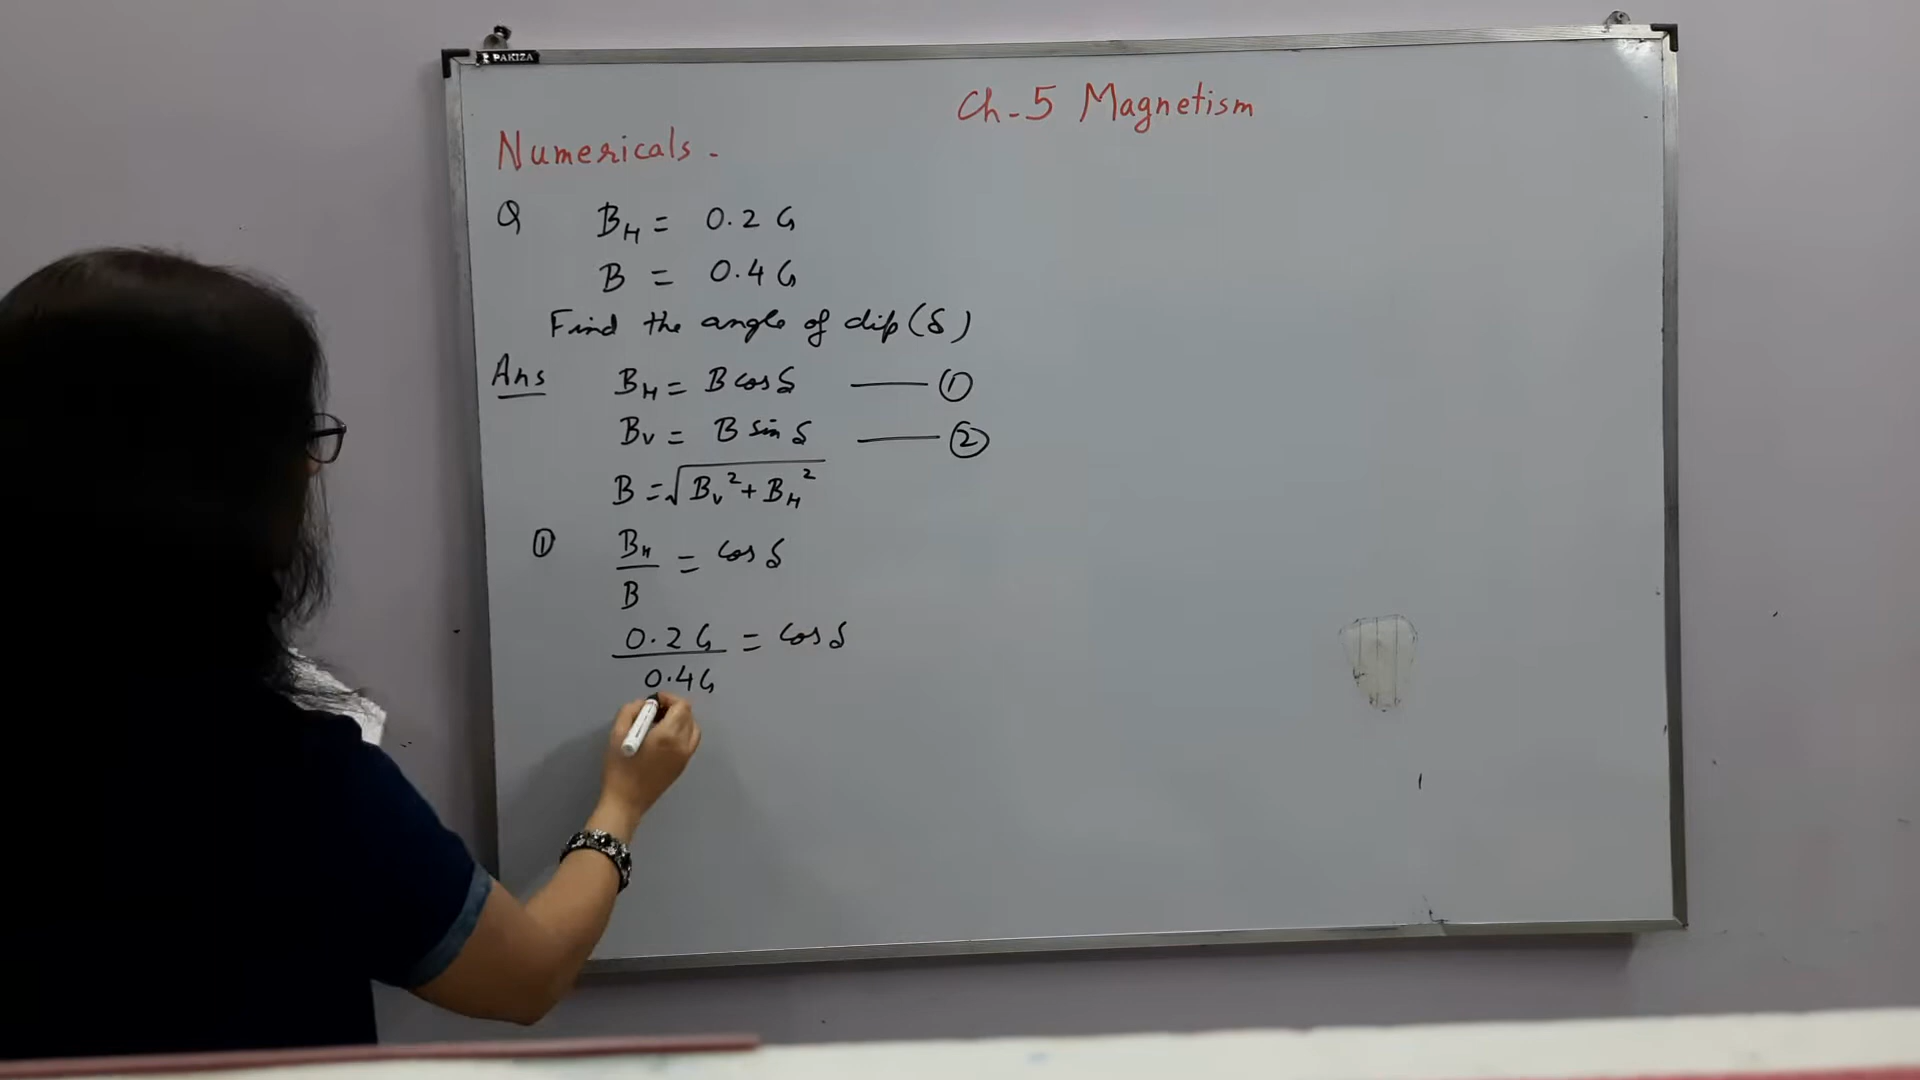 PAKIZA
Ch-5 Magnetism
Numericals.
Q B_H = 0.2 G
B = 0.4 G
Find the angle of dip (δ)
Ans B_H = B cos δ —— ①
B_V = B sin δ —— ②
B = √(B_V² + B_H²)
① B_H/B = cos δ
0.2 G/0.4 G = cos δ